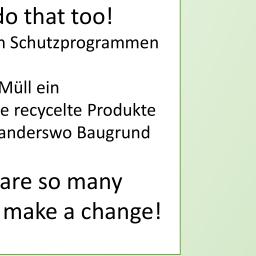 do that too!
n Schutzprogrammen
Müll ein
e recycelte Produkte
anderswo Baugrund
are so many
make a change!